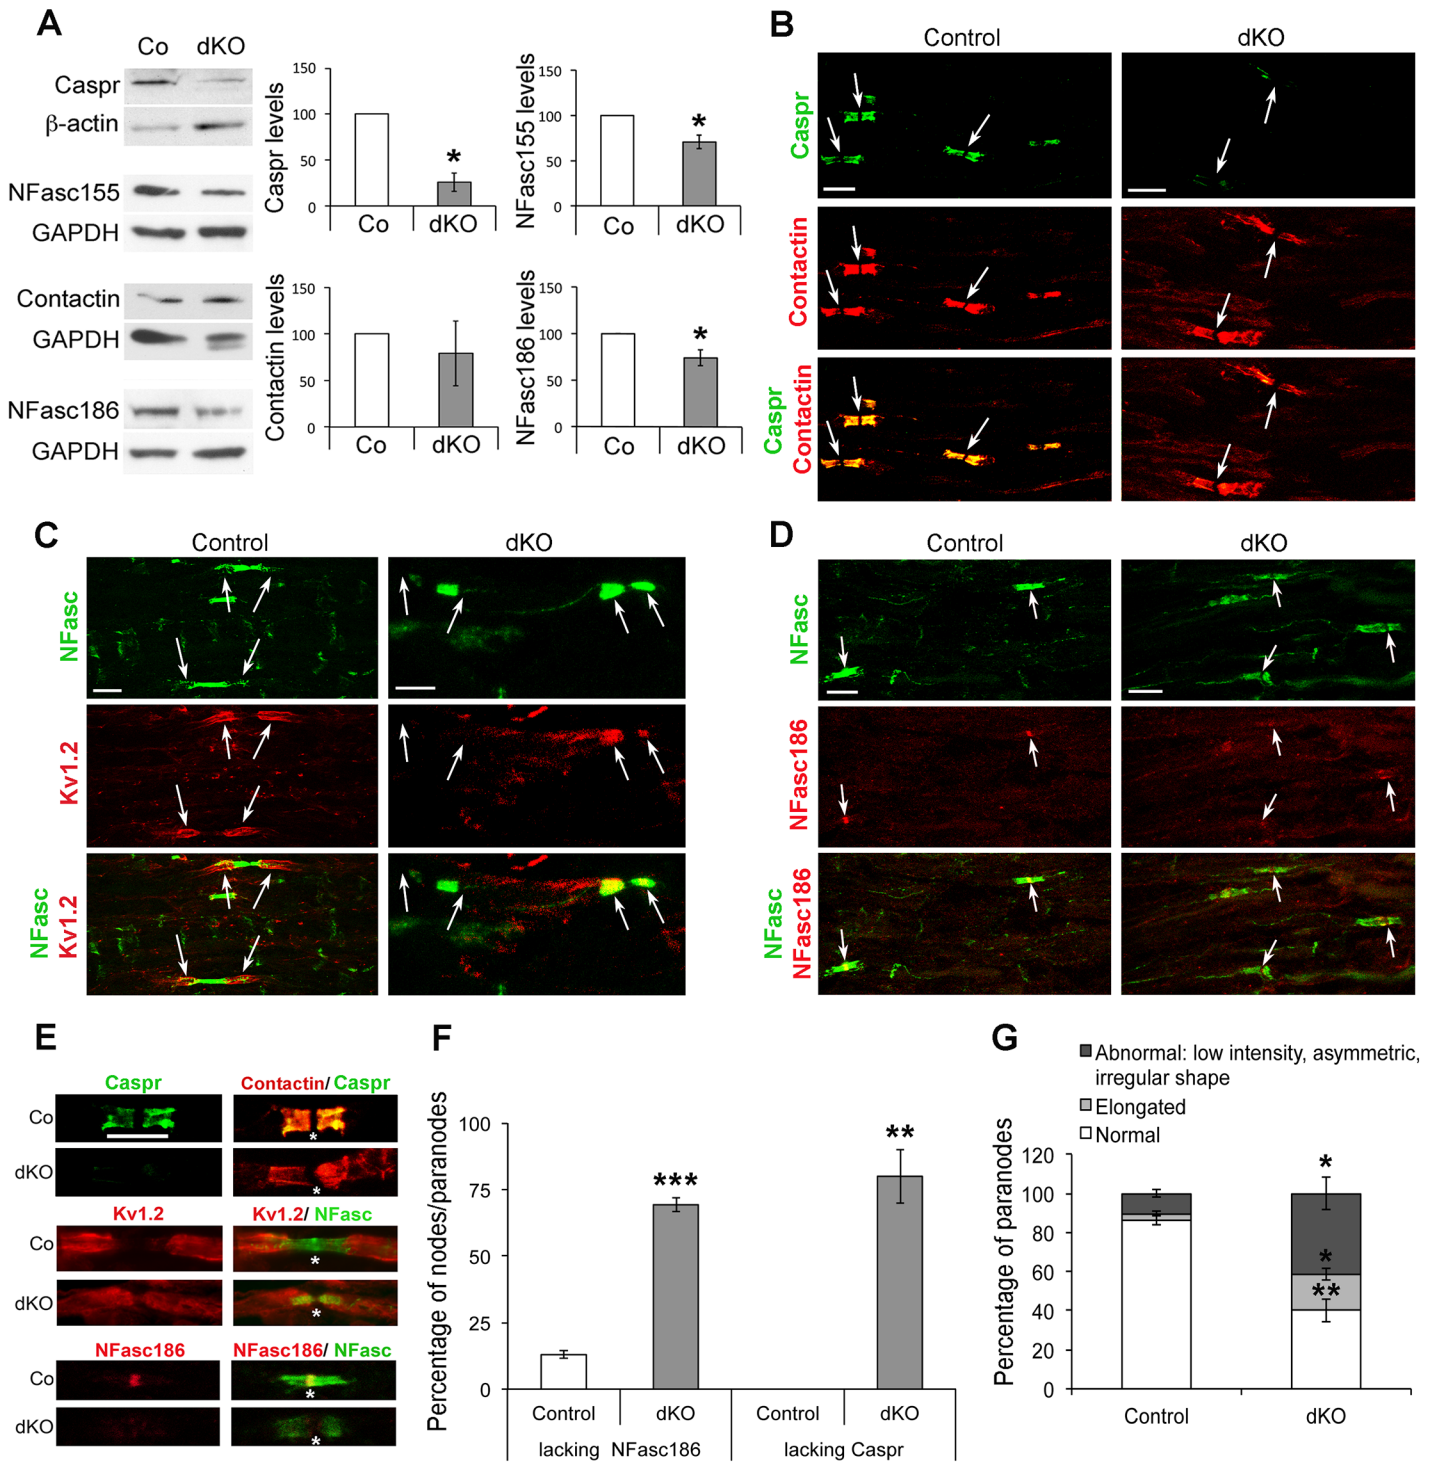 A
Co dKO
Caspr
β-actin
NFasc155
GAPDH
Contactin
GAPDH
NFasc186
GAPDH
Caspr levels
150
100
50
0
*
Co dKO
NFasc155 levels
150
100
50
0
*
Co dKO
Contactin levels
150
100
50
0
Co dKO
NFasc186 levels
150
100
50
0
*
Co dKO
B
Control dKO
Caspr
Contactin
Caspr
Contactin
C
Control dKO
NFasc
Kv1.2
NFasc
Kv1.2
D
Control dKO
NFasc
NFasc186
NFasc
NFasc186
E
Caspr Contactin/ Caspr
Co
*
dKO
*
Kv1.2 Kv1.2/ NFasc
Co
*
dKO
*
NFasc186 NFasc186/ NFasc
Co
*
dKO
*
F
Percentage of nodes/paranodes
100
75
50
25
0
***
**
Control dKO Control dKO
lacking NFasc186 lacking Caspr
G
Abnormal: low intensity, asymmetric,
irregular shape
Elongated
Normal
Percentage of paranodes
120
100
80
60
40
20
0
*
*
**
Control dKO